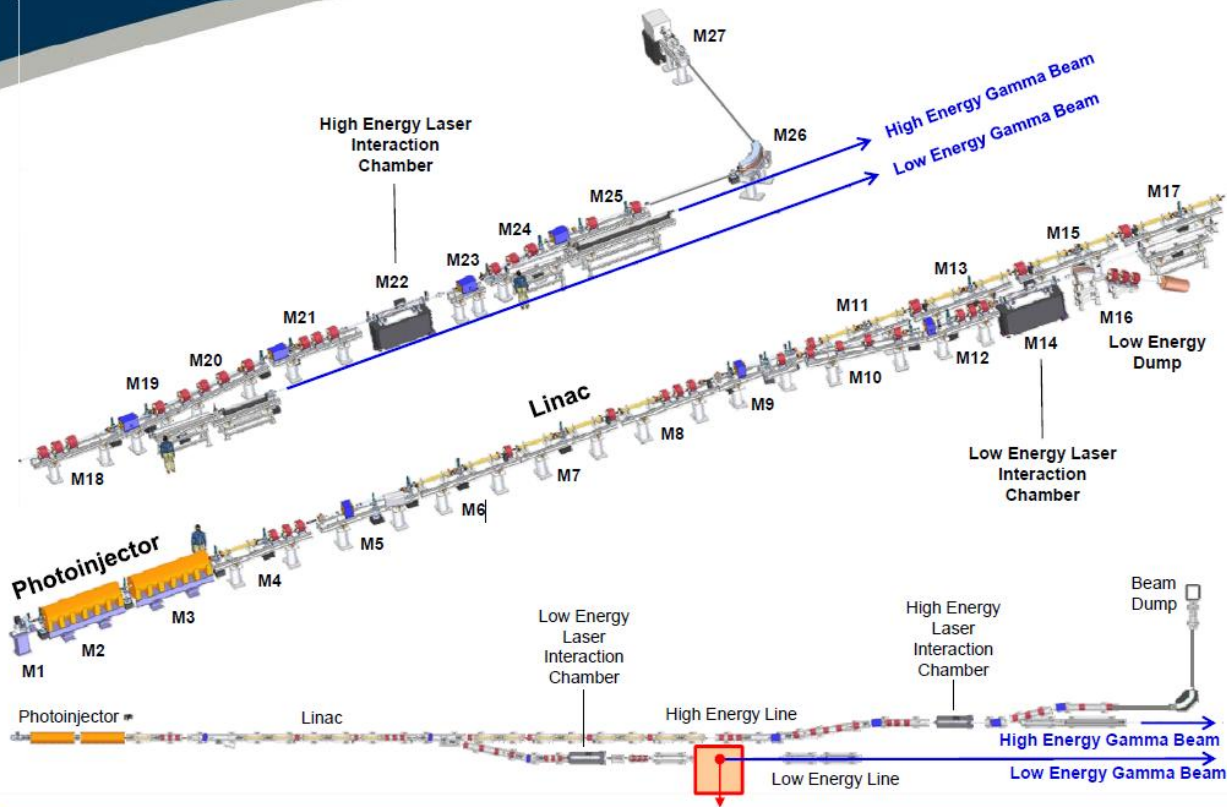 M27
High Energy Gamma Beam
Low Energy Gamma Beam
M26
High Energy Laser
Interaction
Chamber
M25
M24
M23
M22
M21
M20
M19
M18
M17
M15
M13
M11
M16
Low Energy
Dump
M14
M12
M10
M9
Linac
M8
M7
M6
M5
Low Energy Laser
Interaction
Chamber
Photoinjector
M4
M3
M2
M1
Beam
Dump
High Energy
Laser
Interaction
Chamber
Low Energy
Laser
Interaction
Chamber
Photoinjector
Linac
High Energy Line
High Energy Gamma Beam
Low Energy Line
Low Energy Gamma Beam